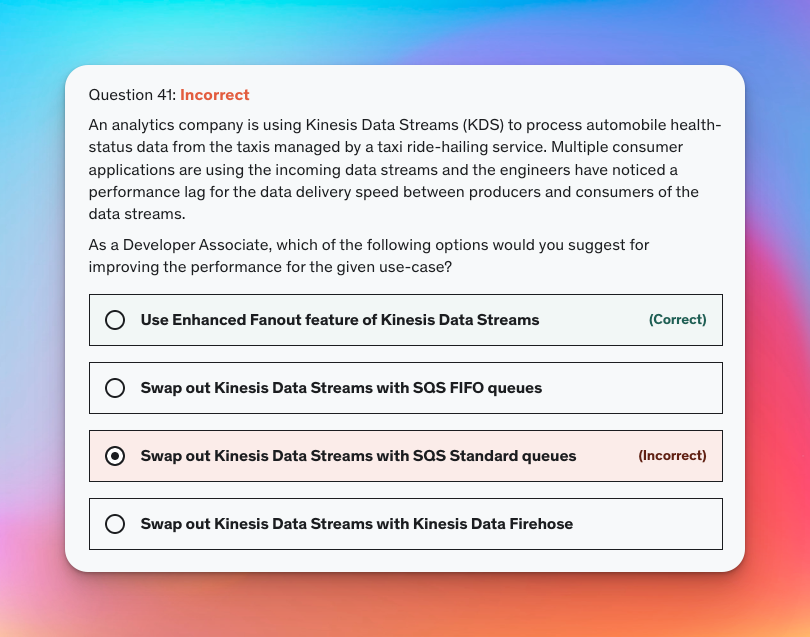 Question 41: Incorrect
An analytics company is using Kinesis Data Streams (KDS) to process automobile health-
status data from the taxis managed by a taxi ride-hailing service. Multiple consumer
applications are using the incoming data streams and the engineers have noticed a
performance lag for the data delivery speed between producers and consumers of the
data streams.
As a Developer Associate, which of the following options would you suggest for
improving the performance for the given use-case?
Use Enhanced Fanout feature of Kinesis Data Streams (Correct)
Swap out Kinesis Data Streams with SQS FIFO queues
Swap out Kinesis Data Streams with SQS Standard queues (Incorrect)
Swap out Kinesis Data Streams with Kinesis Data Firehose